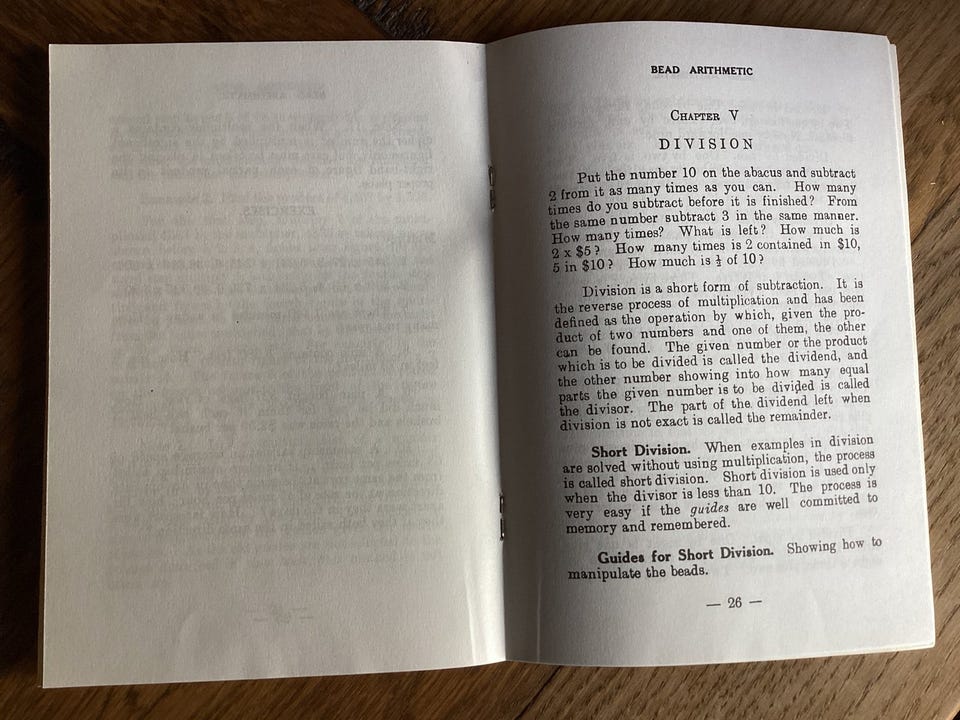 BEAD ARITHMETIC
CHAPTER V
DIVISION
Put the number 10 on the abacus and subtract
2 from it as many times as you can. How many
times do you subtract before it is finished? From
the same number subtract 3 in the same manner.
How many times? What is left? How much is
2 x $5? How many times is 2 contained in $10,
5 in $10? How much is ½ of 10?
Division is a short form of subtraction. It is
the reverse process of multiplication and has been
defined as the operation by which, given the pro-
duct of two numbers and one of them, the other
can be found. The given number or the product
which is to be divided is called the dividend, and
the other number showing into how many equal
parts the given number is to be divided is called
the divisor. The part of the dividend left when
division is not exact is called the remainder.
Short Division. When examples in division
are solved without using multiplication, the process
is called short division. Short division is used only
when the divisor is less than 10. The process is
very easy if the guides are well committed to
memory and remembered.
Guides for Short Division. Showing how to
manipulate the beads.
— 26 —